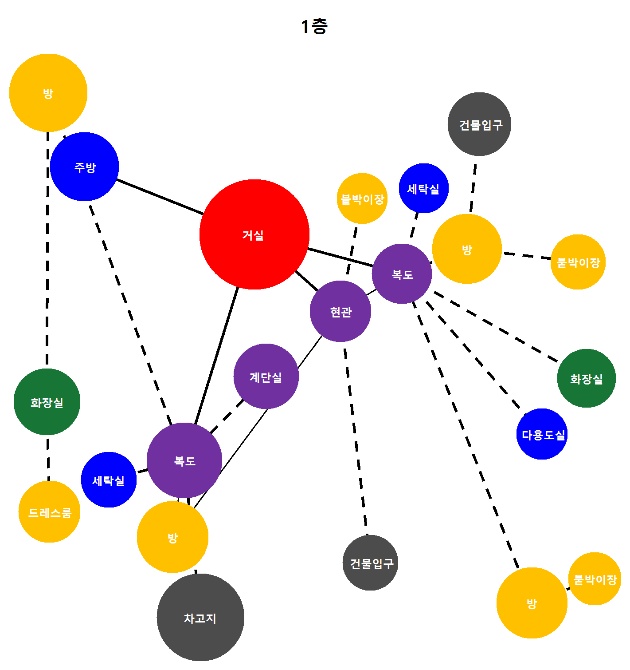 1층
방
건물입구
주방
세탁실
붙박이장
거실
방
붙박이장
복도
현관
계단실
화장실
화장실
다용도실
복도
세탁실
드레스룸
방
건물입구
붙박이장
방
차고지